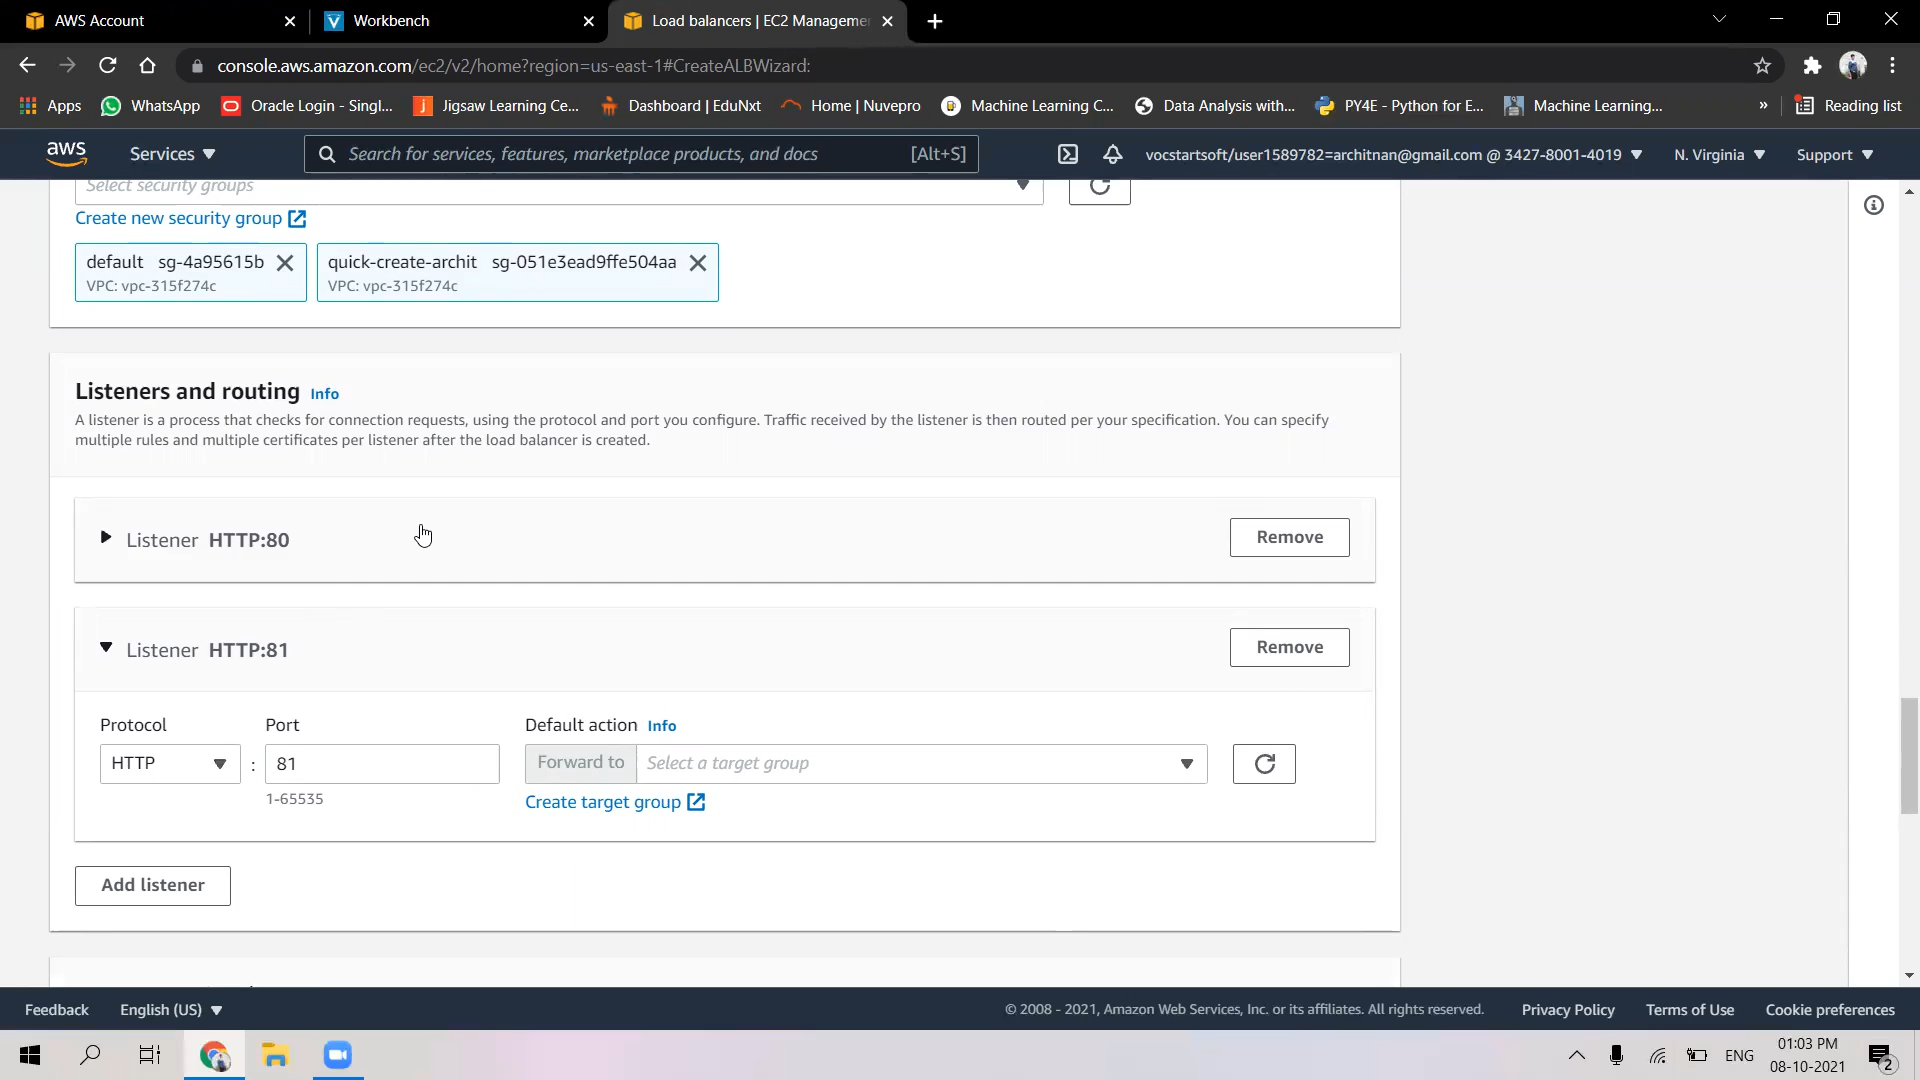 AWS Account
Workbench
Load balancers | EC2 Manageme
console.aws.amazon.com/ec2/v2/home?region=us-east-1#CreateALBWizard:
Apps
WhatsApp
Oracle Login - Singl...
Jigsaw Learning Ce...
Dashboard | EduNxt
Home | Nuvepro
Machine Learning C...
Data Analysis with...
PY4E - Python for E...
Machine Learning...
»
Reading list
aws
Services
Search for services, features, marketplace products, and docs
[Alt+S]
vocstartsoft/user1589782=architnan@gmail.com @ 3427-8001-4019
N. Virginia
Support
Select security groups
Create new security group
default sg-4a95615b
VPC: vpc-315f274c
quick-create-archit sg-051e3ead9ffe504aa
VPC: vpc-315f274c
Listeners and routing Info
A listener is a process that checks for connection requests, using the protocol and port you configure. Traffic received by the listener is then routed per your specification. You can specify
multiple rules and multiple certificates per listener after the load balancer is created.
Listener HTTP:80
Remove
Listener HTTP:81
Remove
Protocol
Port
Default action Info
HTTP
:
81
Forward to
Select a target group
1-65535
Create target group
Add listener
Feedback
English (US)
© 2008 - 2021, Amazon Web Services, Inc. or its affiliates. All rights reserved.
Privacy Policy
Terms of Use
Cookie preferences
ENG
01:03 PM
08-10-2021
2